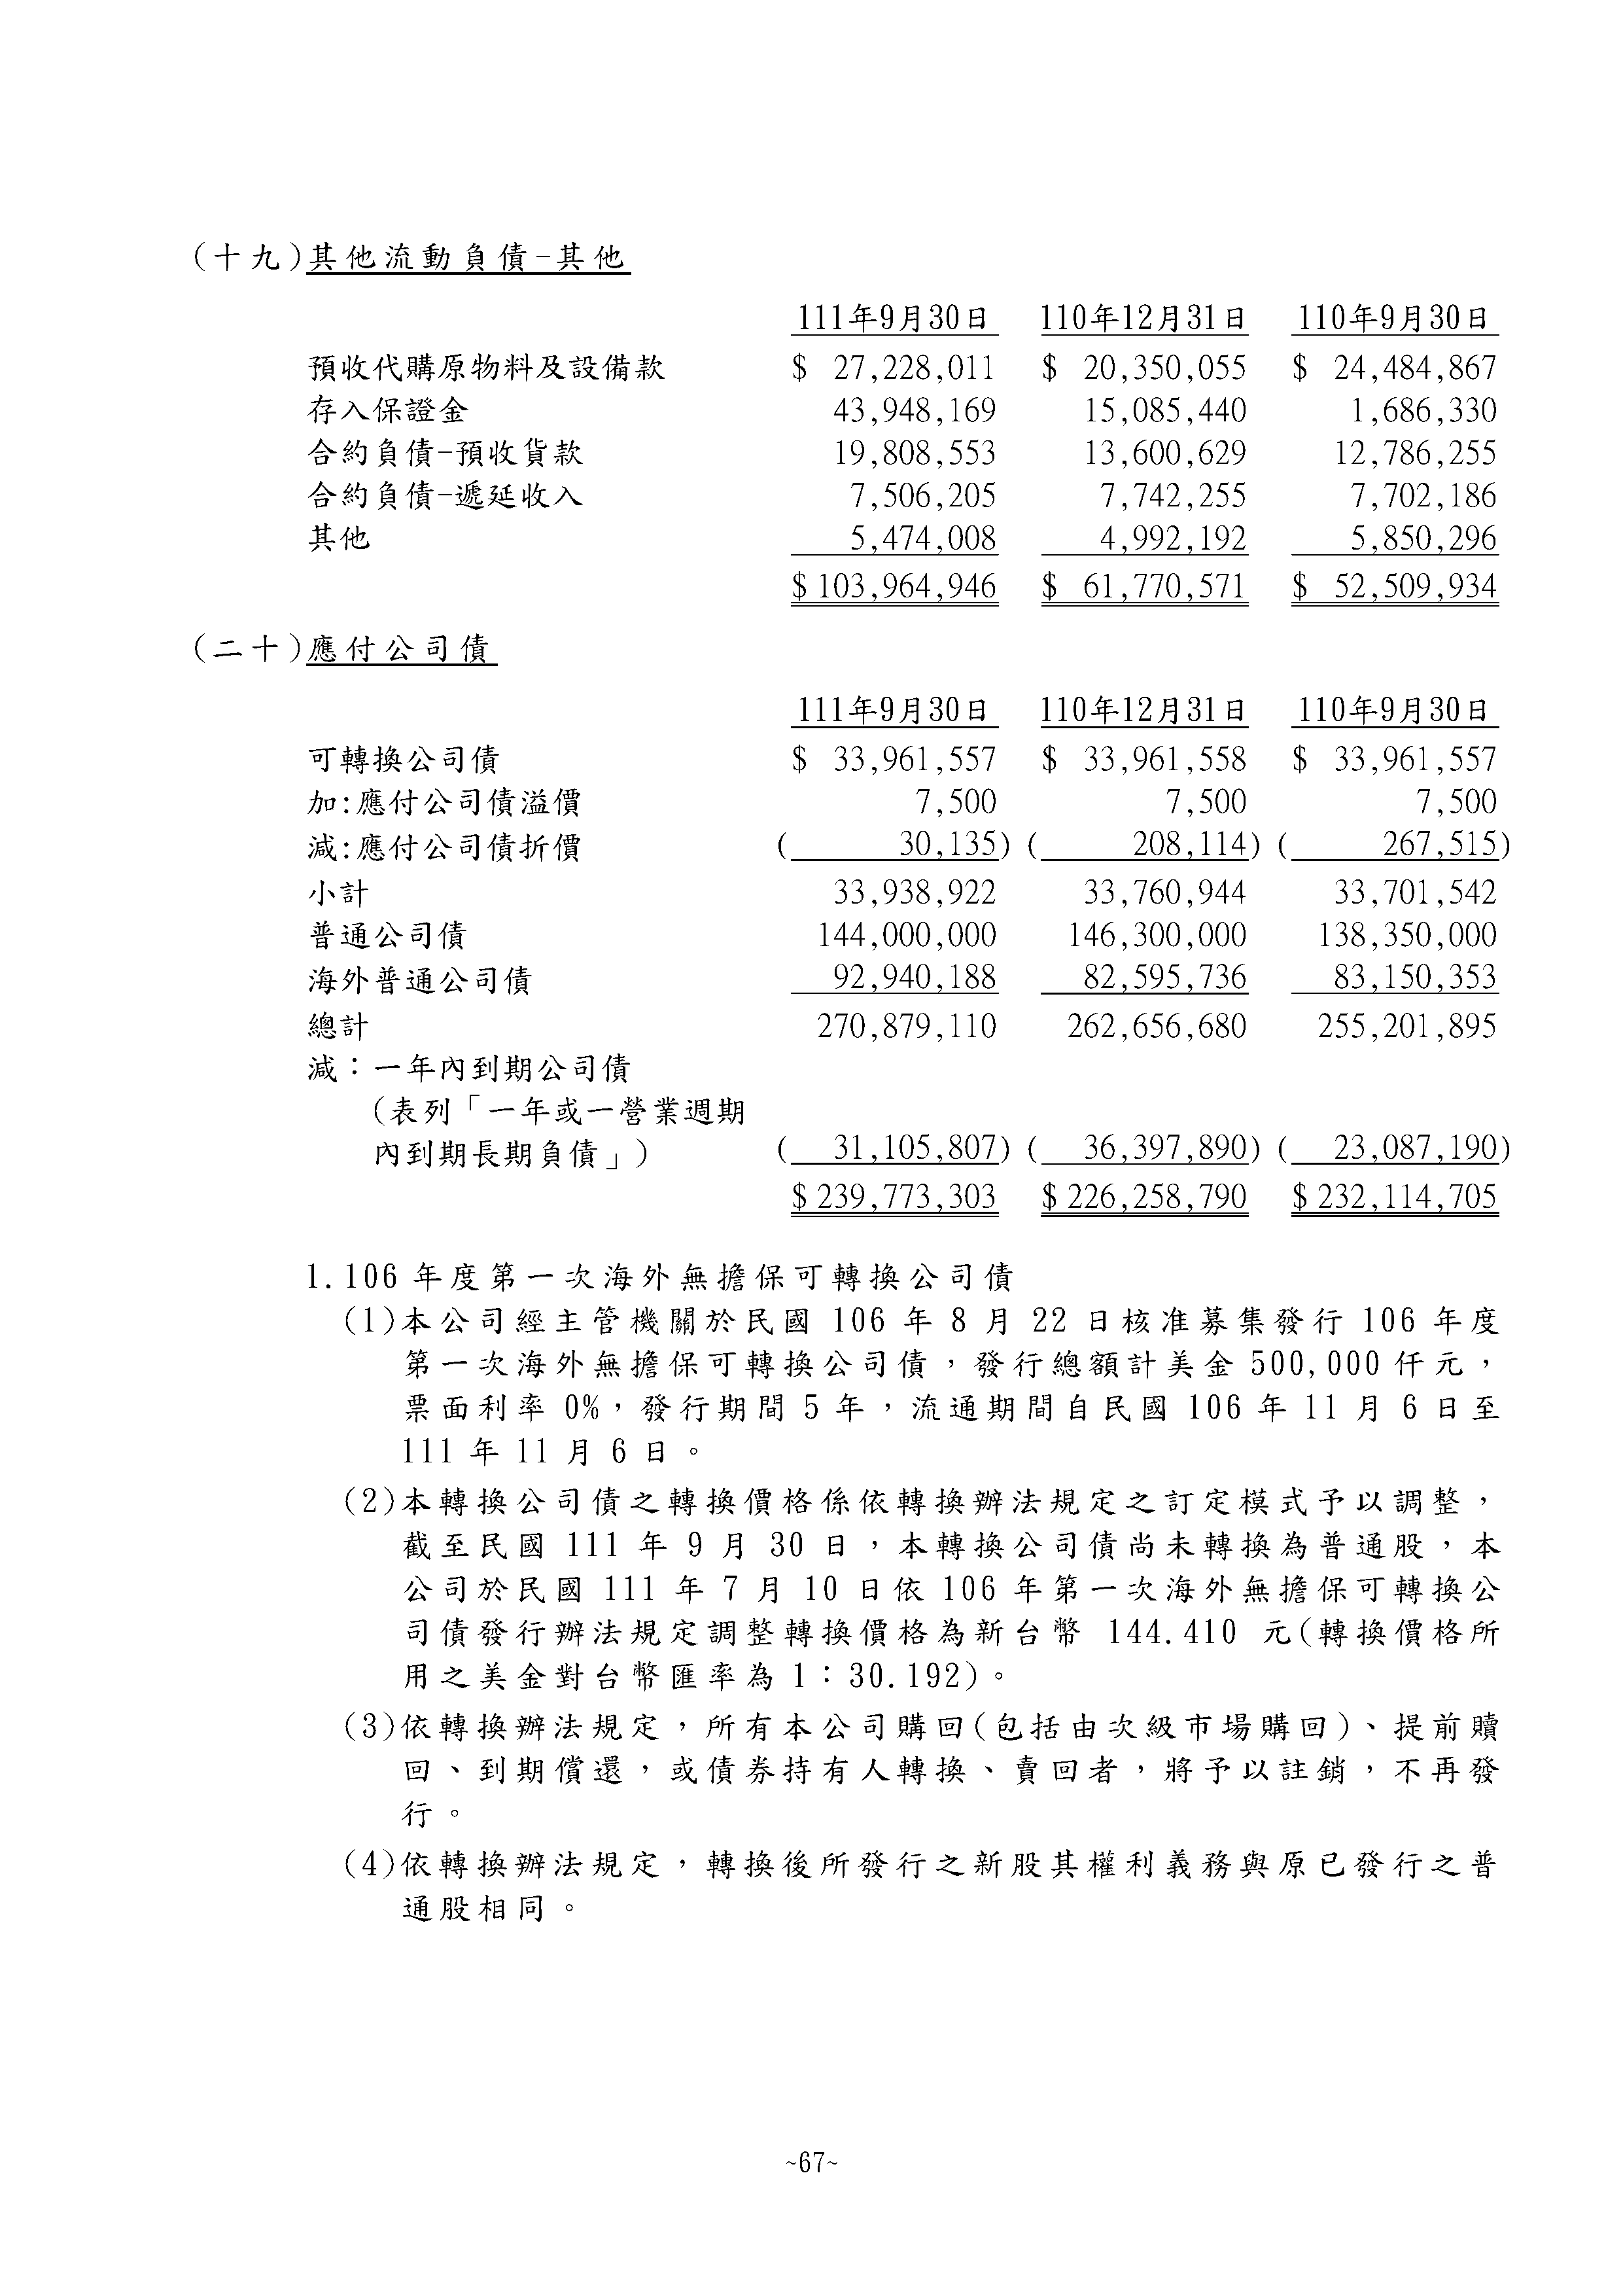 (十九)其他流動負債-其他
111年9月30日 110年12月31日 110年9月30日
預收代購原物料及設備款 $ 27,228,011 $ 20,350,055 $ 24,484,867
存入保證金 43,948,169 15,085,440 1,686,330
合約負債-預收貨款 19,808,553 13,600,629 12,786,255
合約負債-遞延收入 7,506,205 7,742,255 7,702,186
其他 5,474,008 4,992,192 5,850,296
$ 103,964,946 $ 61,770,571 $ 52,509,934
(二十)應付公司債
111年9月30日 110年12月31日 110年9月30日
可轉換公司債 $ 33,961,557 $ 33,961,558 $ 33,961,557
加:應付公司債溢價 7,500 7,500 7,500
減:應付公司債折價 ( 30,135) ( 208,114) ( 267,515)
小計 33,938,922 33,760,944 33,701,542
普通公司債 144,000,000 146,300,000 138,350,000
海外普通公司債 92,940,188 82,595,736 83,150,353
總計 270,879,110 262,656,680 255,201,895
減：一年內到期公司債
(表列「一年或一營業週期
內到期長期負債」) ( 31,105,807) ( 36,397,890) ( 23,087,190)
$ 239,773,303 $ 226,258,790 $ 232,114,705
1.106 年度第一次海外無擔保可轉換公司債
(1)本公司經主管機關於民國 106 年 8 月 22 日核准募集發行 106 年度
第一次海外無擔保可轉換公司債，發行總額計美金 500,000 仟元，
票面利率 0%，發行期間 5 年，流通期間自民國 106 年 11 月 6 日至
111 年 11 月 6 日。
(2)本轉換公司債之轉換價格係依轉換辦法規定之訂定模式予以調整，
截至民國 111 年 9 月 30 日，本轉換公司債尚未轉換為普通股，本
公司於民國 111 年 7 月 10 日依 106 年第一次海外無擔保可轉換公
司債發行辦法規定調整轉換價格為新台幣 144.410 元(轉換價格所
用之美金對台幣匯率為 1：30.192)。
(3)依轉換辦法規定，所有本公司購回(包括由次級市場購回)、提前贖
回、到期償還，或債券持有人轉換、賣回者，將予以註銷，不再發
行。
(4)依轉換辦法規定，轉換後所發行之新股其權利義務與原已發行之普
通股相同。
~67~